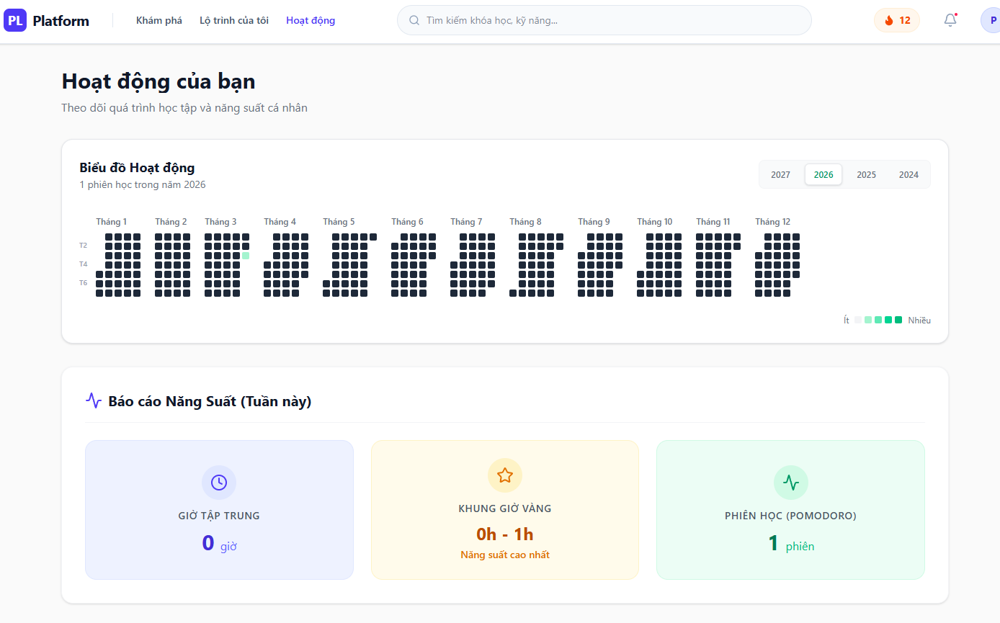 PL Platform Khám phá Lộ trình của tôi Hoạt động Tìm kiếm khóa học, kỹ năng... 12 P
Hoạt động của bạn
Theo dõi quá trình học tập và năng suất cá nhân
Biểu đồ Hoạt động
1 phiên học trong năm 2026
2027 2026 2025 2024
Tháng 1 Tháng 2 Tháng 3 Tháng 4 Tháng 5 Tháng 6 Tháng 7 Tháng 8 Tháng 9 Tháng 10 Tháng 11 Tháng 12
T2
T4
T6
Ít Nhiều
Báo cáo Năng Suất (Tuần này)
GIỜ TẬP TRUNG
0 giờ
KHUNG GIỜ VÀNG
0h - 1h
Năng suất cao nhất
PHIÊN HỌC (POMODORO)
1 phiên